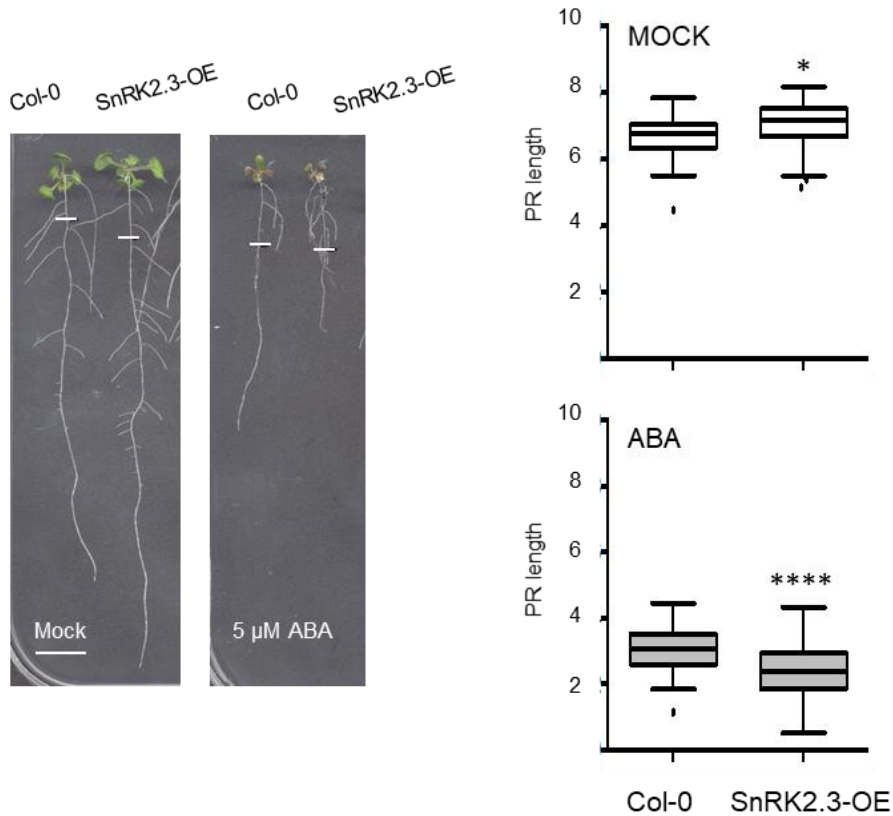 Col-0
SnRK2.3-OE
Col-0
SnRK2.3-OE
Mock
5 µM ABA
10
MOCK
*
8
6
4
2
PR length
10
ABA
8
6
****
4
2
PR length
Col-0
SnRK2.3-OE